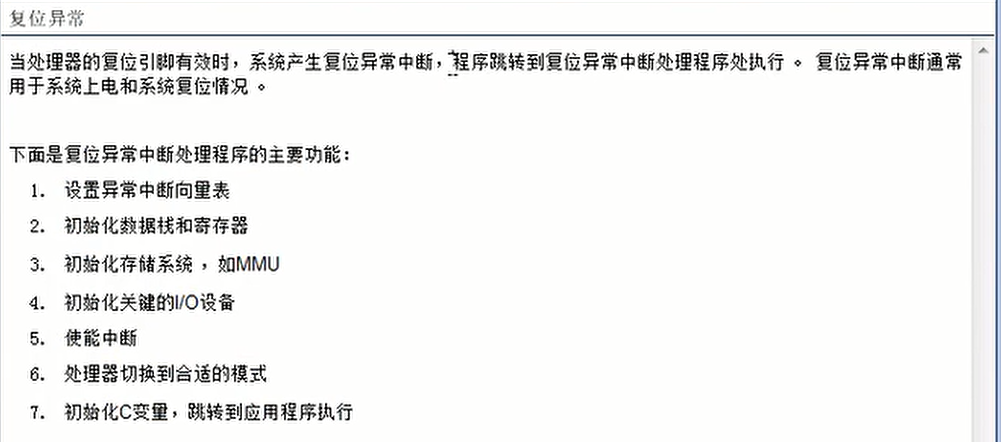 复位异常
当处理器的复位引脚有效时，系统产生复位异常中断，程序跳转到复位异常中断处理程序处执行。 复位异常中断通常
用于系统上电和系统复位情况。
下面是复位异常中断处理程序的主要功能：
1. 设置异常中断向量表
2. 初始化数据栈和寄存器
3. 初始化存储系统，如MMU
4. 初始化关键的I/O设备
5. 使能中断
6. 处理器切换到合适的模式
7. 初始化C变量，跳转到应用程序执行